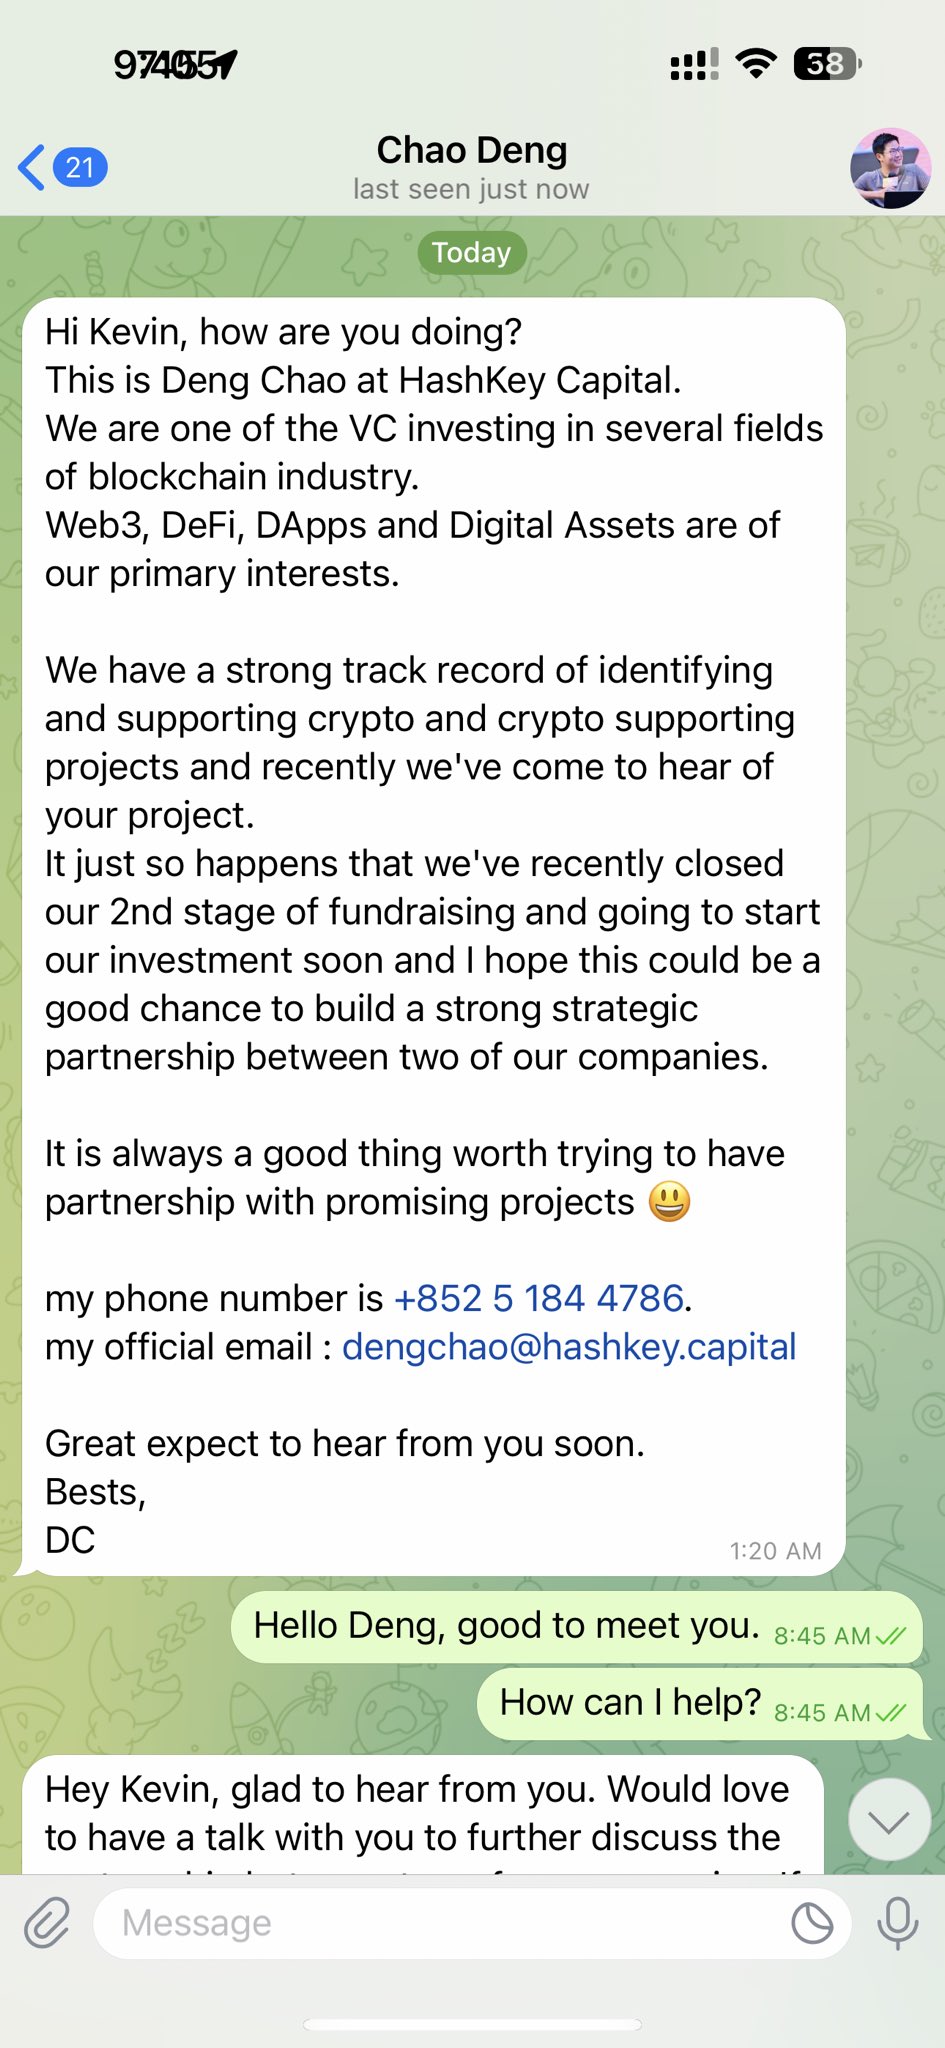 58
21
Chao Deng
last seen just now
Today
Hi Kevin, how are you doing?
This is Deng Chao at HashKey Capital.
We are one of the VC investing in several fields
of blockchain industry.
Web3, DeFi, DApps and Digital Assets are of
our primary interests.
We have a strong track record of identifying
and supporting crypto and crypto supporting
projects and recently we've come to hear of
your project.
It just so happens that we've recently closed
our 2nd stage of fundraising and going to start
our investment soon and I hope this could be a
good chance to build a strong strategic
partnership between two of our companies.
It is always a good thing worth trying to have
partnership with promising projects 😃
my phone number is +852 5 184 4786.
my official email : dengchao@hashkey.capital
Great expect to hear from you soon.
Bests,
DC
1:20 AM
Hello Deng, good to meet you. 8:45 AM
How can I help? 8:45 AM
Hey Kevin, glad to hear from you. Would love
to have a talk with you to further discuss the
Message